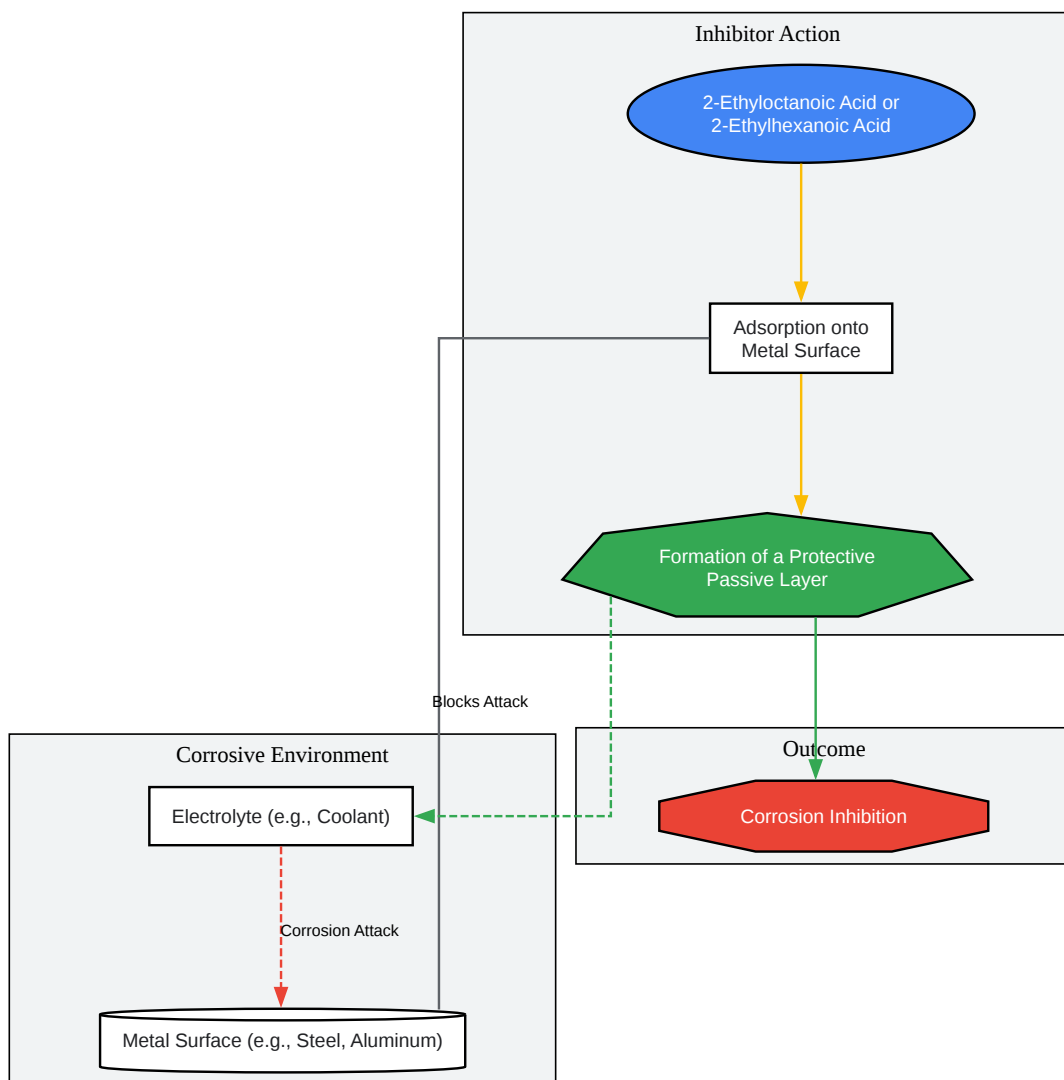 Inhibitor Action
2-Ethyloctanoic Acid or
2-Ethylhexanoic Acid
Adsorption onto
Metal Surface
Formation of a Protective
Passive Layer
Blocks Attack
Corrosive Environment
Electrolyte (e.g., Coolant)
Corrosion Attack
Metal Surface (e.g., Steel, Aluminum)
Outcome
Corrosion Inhibition